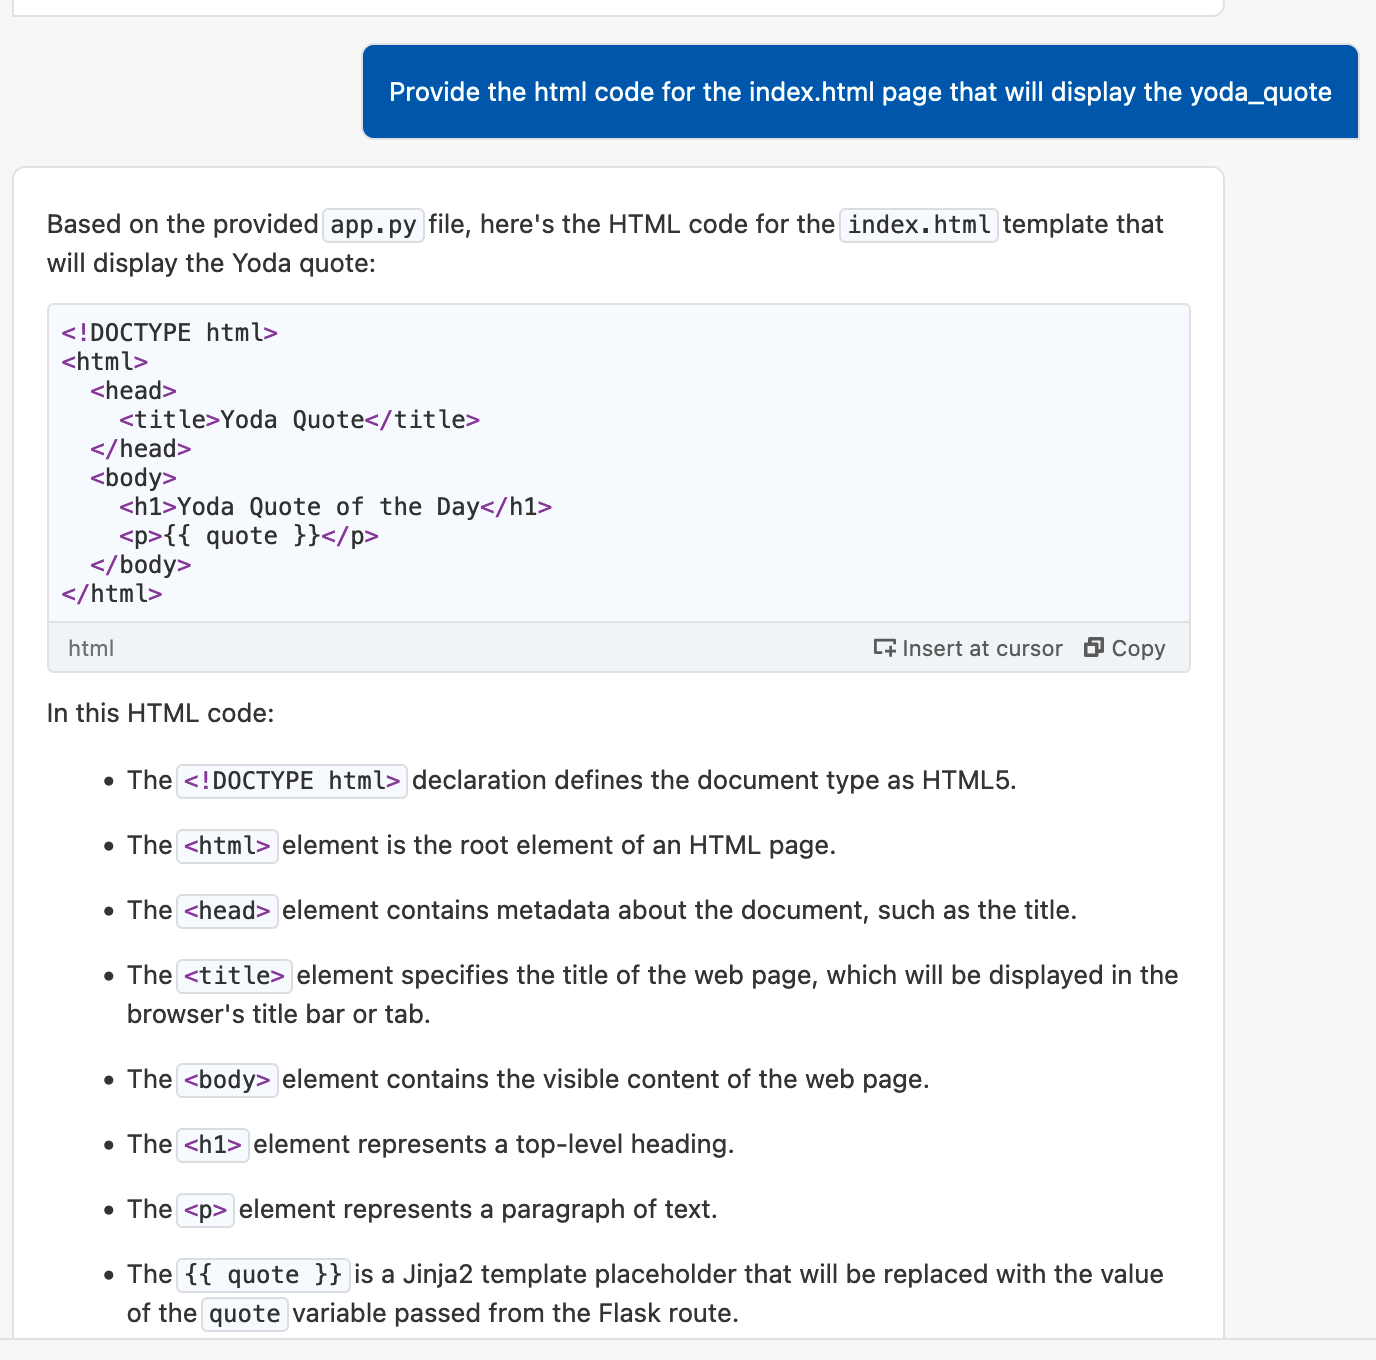 Provide the html code for the index.html page that will display the yoda_quote
Based on the provided app.py file, here's the HTML code for the index.html template that
will display the Yoda quote:
<!DOCTYPE html>
<html>
  <head>
    <title>Yoda Quote</title>
  </head>
  <body>
    <h1>Yoda Quote of the Day</h1>
    <p>{{ quote }}</p>
  </body>
</html>
html Insert at cursor Copy
In this HTML code:
• The <!DOCTYPE html> declaration defines the document type as HTML5.
• The <html> element is the root element of an HTML page.
• The <head> element contains metadata about the document, such as the title.
• The <title> element specifies the title of the web page, which will be displayed in the
browser's title bar or tab.
• The <body> element contains the visible content of the web page.
• The <h1> element represents a top-level heading.
• The <p> element represents a paragraph of text.
• The {{ quote }} is a Jinja2 template placeholder that will be replaced with the value
of the quote variable passed from the Flask route.